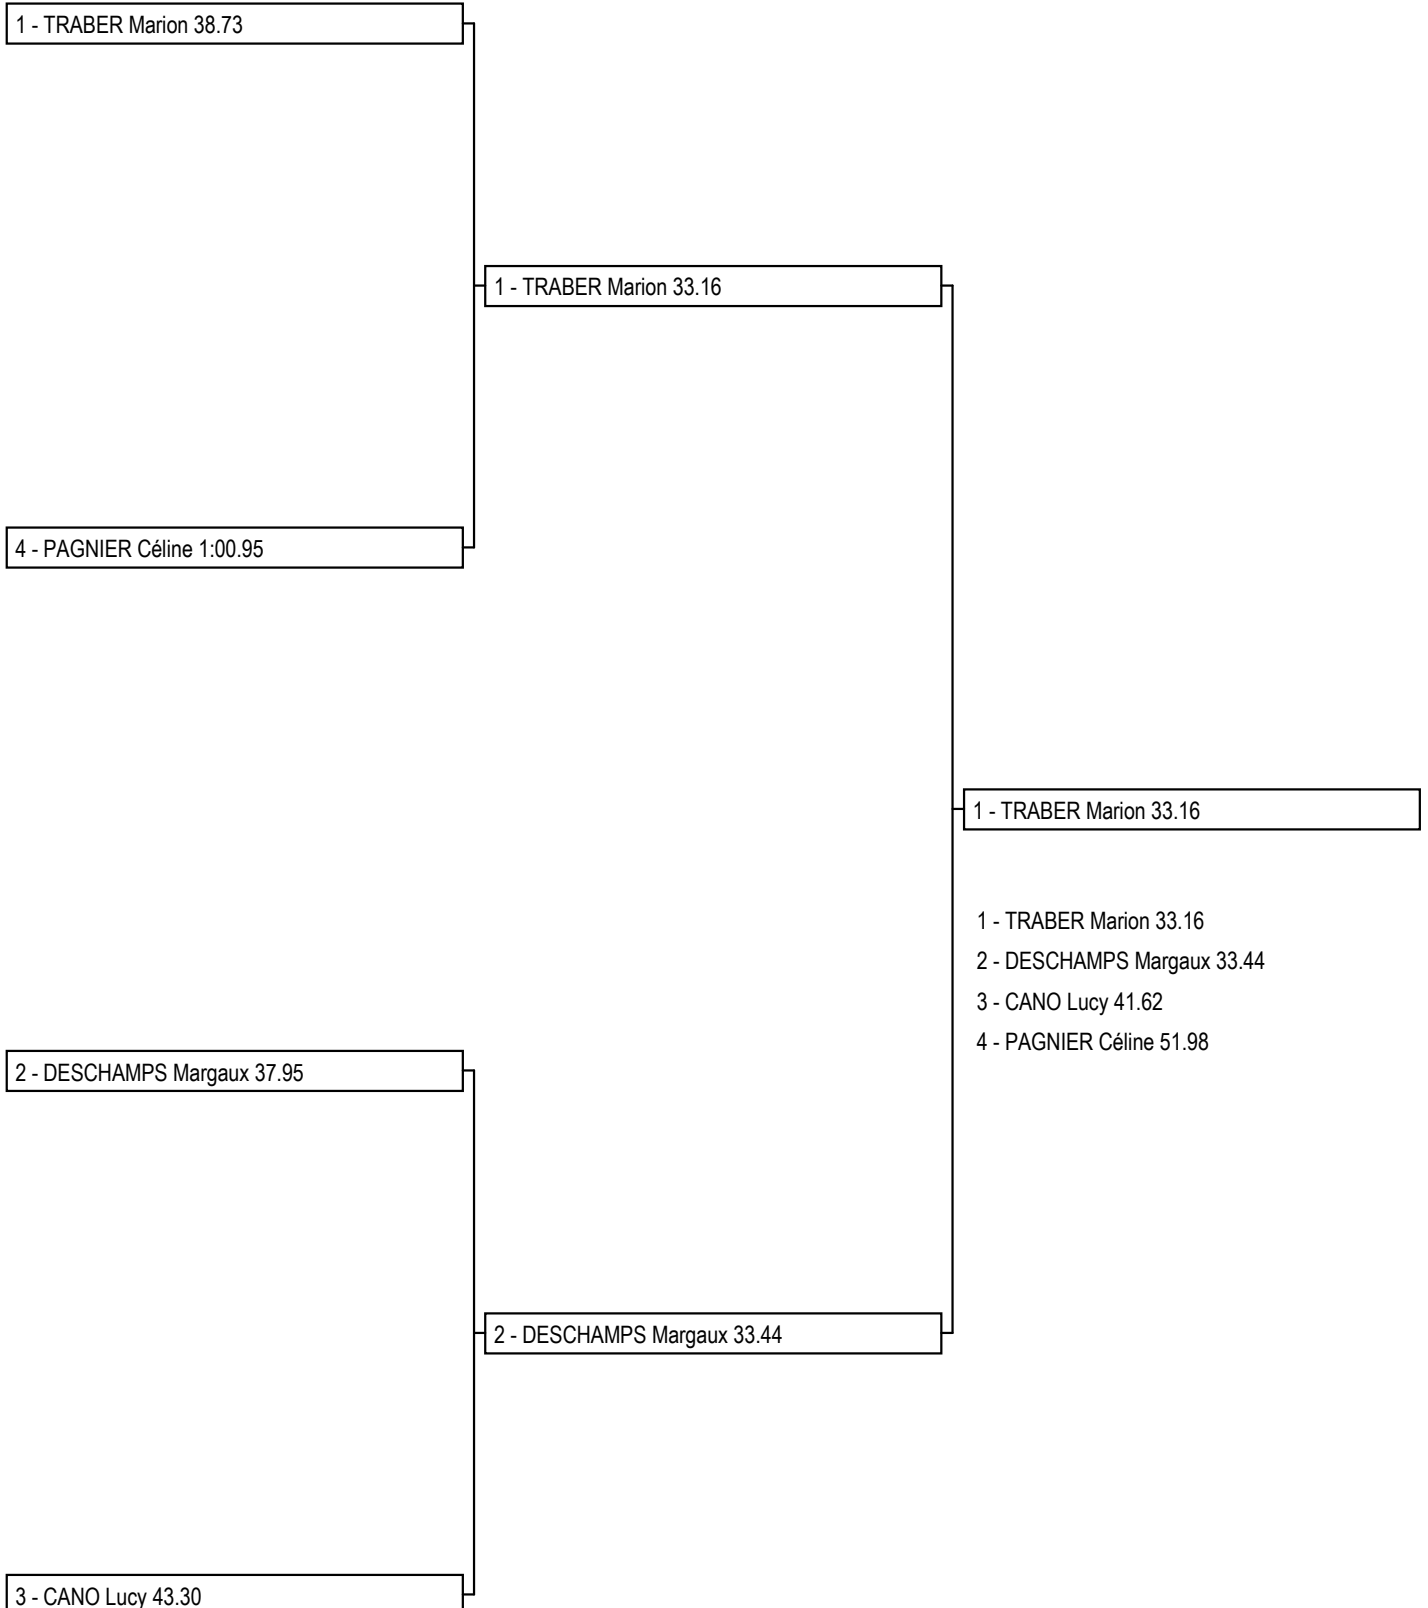 1 - TRABER Marion 38.73
1 - TRABER Marion 33.16
4 - PAGNIER Céline 1:00.95
1 - TRABER Marion 33.16
1 - TRABER Marion 33.16
2 - DESCHAMPS Margaux 33.44
3 - CANO Lucy 41.62
4 - PAGNIER Céline 51.98
2 - DESCHAMPS Margaux 37.95
2 - DESCHAMPS Margaux 33.44
3 - CANO Lucy 43.30